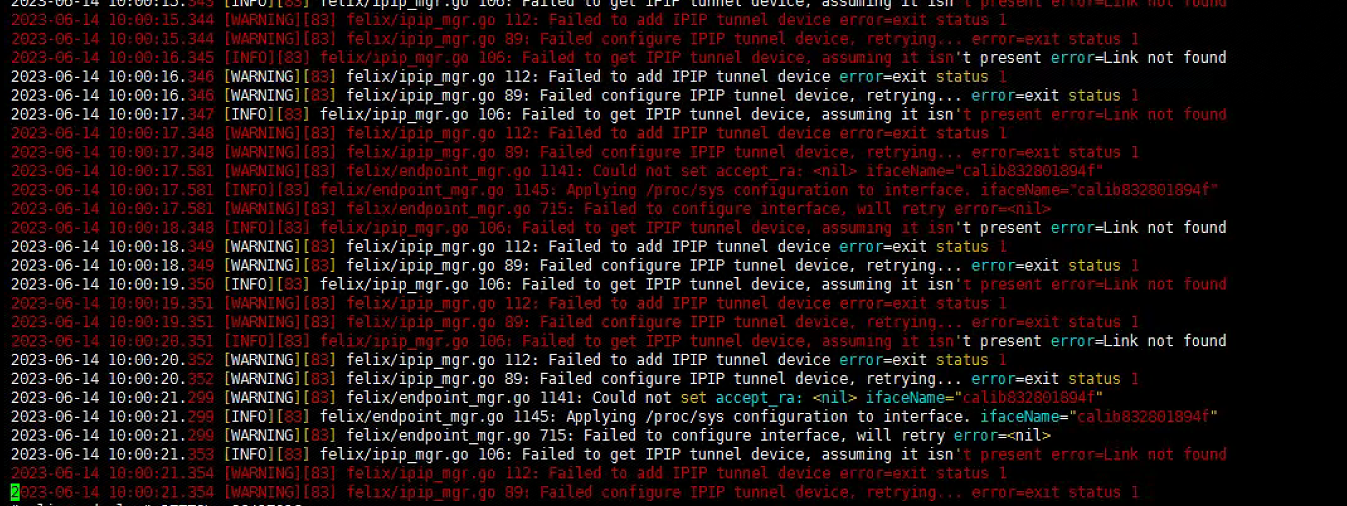 2023-06-14 10:00:15.343 [INFO][83] felix/ipip_mgr.go 106: Failed to get IPIP tunnel device, assuming it isn't present error=Link not found
2023-06-14 10:00:15.344 [WARNING][83] felix/ipip_mgr.go 112: Failed to add IPIP tunnel device error=exit status 1
2023-06-14 10:00:15.344 [WARNING][83] felix/ipip_mgr.go 89: Failed configure IPIP tunnel device, retrying... error=exit status 1
2023-06-14 10:00:16.345 [INFO][83] felix/ipip_mgr.go 106: Failed to get IPIP tunnel device, assuming it isn't present error=Link not found
2023-06-14 10:00:16.346 [WARNING][83] felix/ipip_mgr.go 112: Failed to add IPIP tunnel device error=exit status 1
2023-06-14 10:00:16.346 [WARNING][83] felix/ipip_mgr.go 89: Failed configure IPIP tunnel device, retrying... error=exit status 1
2023-06-14 10:00:17.347 [INFO][83] felix/ipip_mgr.go 106: Failed to get IPIP tunnel device, assuming it isn't present error=Link not found
2023-06-14 10:00:17.348 [WARNING][83] felix/ipip_mgr.go 112: Failed to add IPIP tunnel device error=exit status 1
2023-06-14 10:00:17.348 [WARNING][83] felix/ipip_mgr.go 89: Failed configure IPIP tunnel device, retrying... error=exit status 1
2023-06-14 10:00:17.581 [WARNING][83] felix/endpoint_mgr.go 1141: Could not set accept_ra: <nil> ifaceName="calib832801894f"
2023-06-14 10:00:17.581 [INFO][83] felix/endpoint_mgr.go 1145: Applying /proc/sys configuration to interface. ifaceName="calib832801894f"
2023-06-14 10:00:17.581 [WARNING][83] felix/endpoint_mgr.go 715: Failed to configure interface, will retry error=<nil>
2023-06-14 10:00:18.348 [INFO][83] felix/ipip_mgr.go 106: Failed to get IPIP tunnel device, assuming it isn't present error=Link not found
2023-06-14 10:00:18.349 [WARNING][83] felix/ipip_mgr.go 112: Failed to add IPIP tunnel device error=exit status 1
2023-06-14 10:00:18.349 [WARNING][83] felix/ipip_mgr.go 89: Failed configure IPIP tunnel device, retrying... error=exit status 1
2023-06-14 10:00:19.350 [INFO][83] felix/ipip_mgr.go 106: Failed to get IPIP tunnel device, assuming it isn't present error=Link not found
2023-06-14 10:00:19.351 [WARNING][83] felix/ipip_mgr.go 112: Failed to add IPIP tunnel device error=exit status 1
2023-06-14 10:00:19.351 [WARNING][83] felix/ipip_mgr.go 89: Failed configure IPIP tunnel device, retrying... error=exit status 1
2023-06-14 10:00:20.351 [INFO][83] felix/ipip_mgr.go 106: Failed to get IPIP tunnel device, assuming it isn't present error=Link not found
2023-06-14 10:00:20.352 [WARNING][83] felix/ipip_mgr.go 112: Failed to add IPIP tunnel device error=exit status 1
2023-06-14 10:00:20.352 [WARNING][83] felix/ipip_mgr.go 89: Failed configure IPIP tunnel device, retrying... error=exit status 1
2023-06-14 10:00:21.299 [WARNING][83] felix/endpoint_mgr.go 1141: Could not set accept_ra: <nil> ifaceName="calib832801894f"
2023-06-14 10:00:21.299 [INFO][83] felix/endpoint_mgr.go 1145: Applying /proc/sys configuration to interface. ifaceName="calib832801894f"
2023-06-14 10:00:21.299 [WARNING][83] felix/endpoint_mgr.go 715: Failed to configure interface, will retry error=<nil>
2023-06-14 10:00:21.353 [INFO][83] felix/ipip_mgr.go 106: Failed to get IPIP tunnel device, assuming it isn't present error=Link not found
2023-06-14 10:00:21.354 [WARNING][83] felix/ipip_mgr.go 112: Failed to add IPIP tunnel device error=exit status 1
2023-06-14 10:00:21.354 [WARNING][83] felix/ipip_mgr.go 89: Failed configure IPIP tunnel device, retrying... error=exit status 1